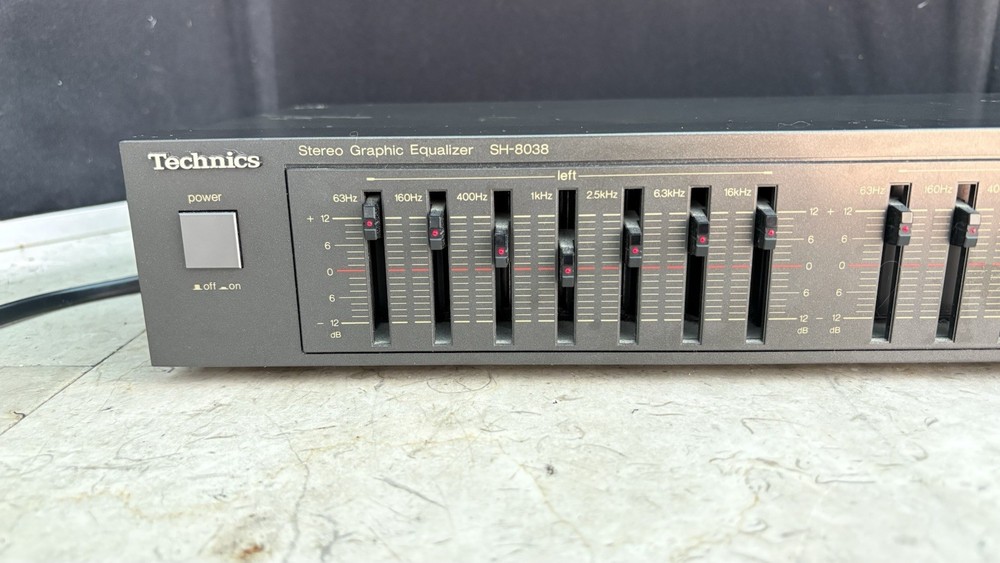 Technics
Stereo Graphic Equalizer SH-8038
power
off on
left
63Hz 160Hz 400Hz 1kHz 2.5kHz 6.3kHz 16kHz
+ 12 12
6 6
0 0
6 6
- 12 12
dB dB
63Hz 160Hz 40
+ 12
6
0
6
- 12
dB